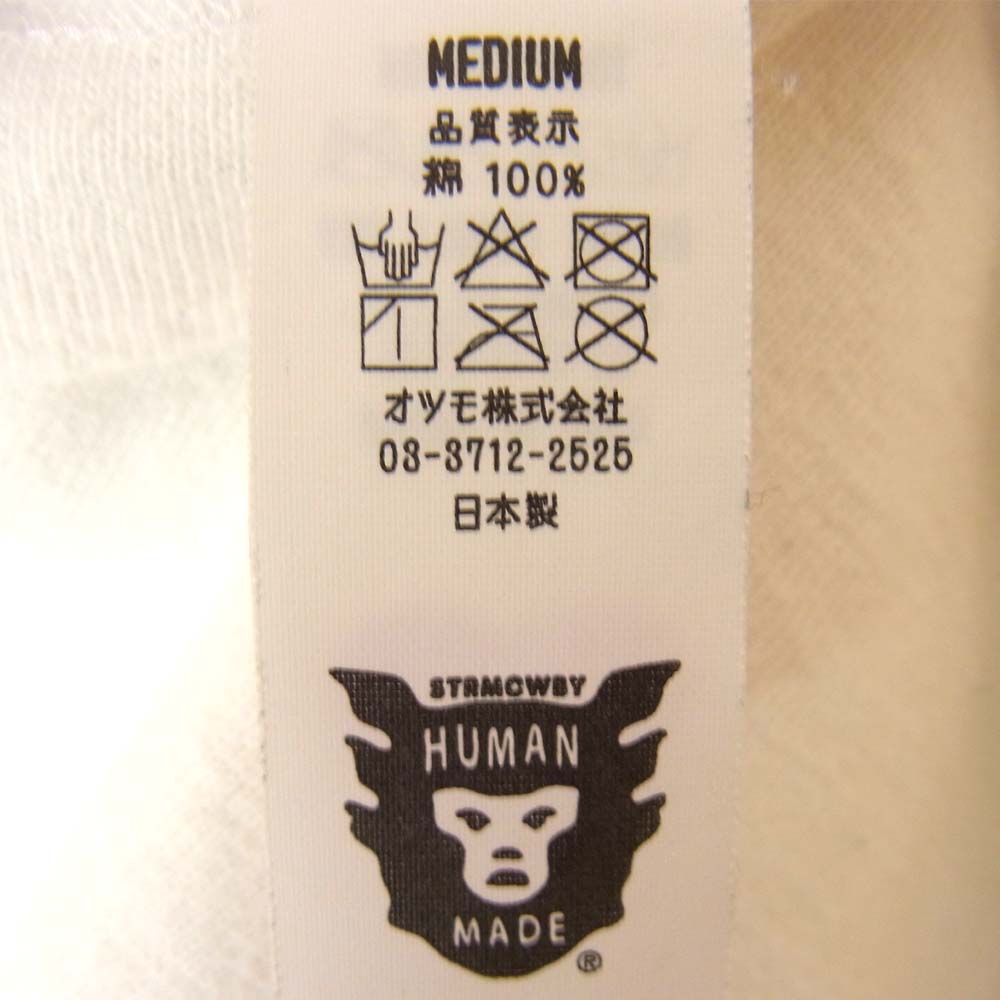 MEDIUM
品質表示
綿 100%
オツモ株式会社
03-3712-2525
日本製
STRMCWBY
HUMAN
MADE
®